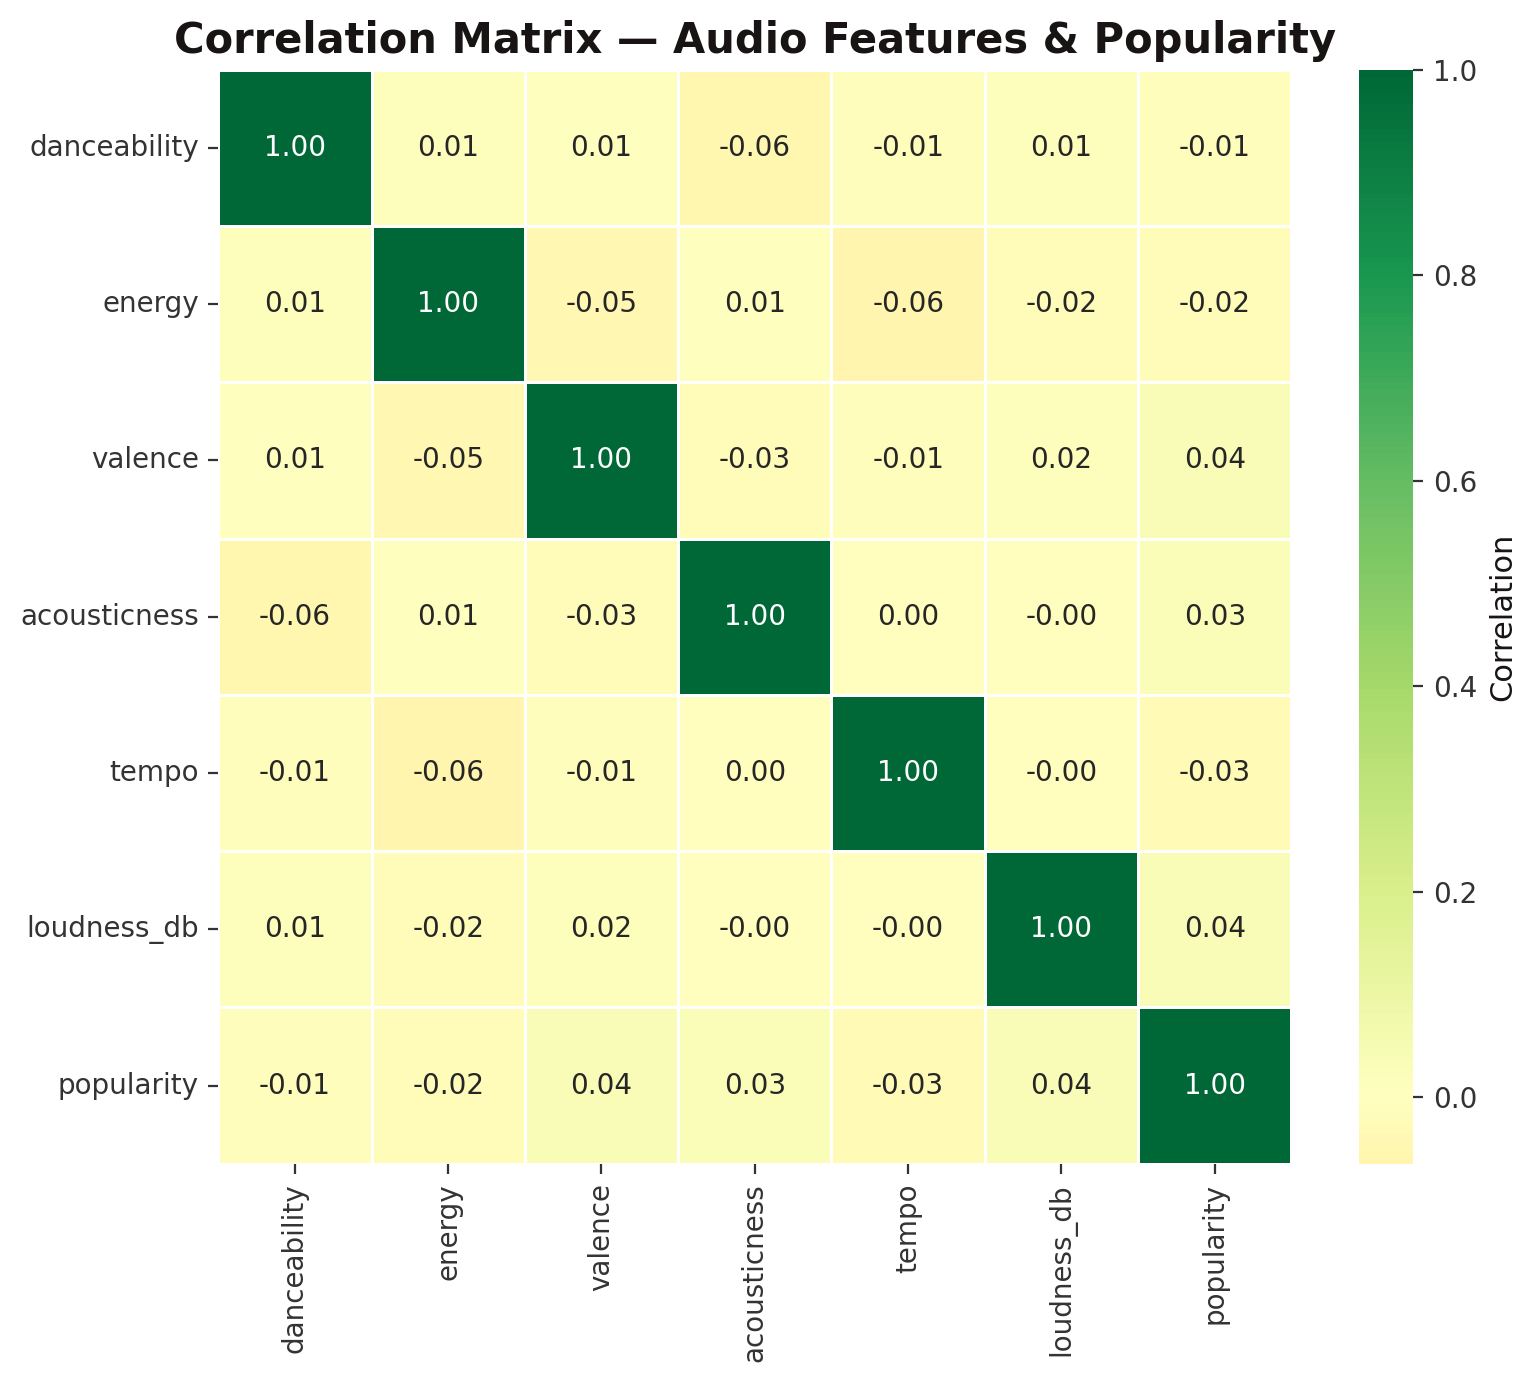 Correlation Matrix — Audio Features & Popularity
danceability 1.00 0.01 0.01 -0.06 -0.01 0.01 -0.01
energy 0.01 1.00 -0.05 0.01 -0.06 -0.02 -0.02
valence 0.01 -0.05 1.00 -0.03 -0.01 0.02 0.04
acousticness -0.06 0.01 -0.03 1.00 0.00 -0.00 0.03
tempo -0.01 -0.06 -0.01 0.00 1.00 -0.00 -0.03
loudness_db 0.01 -0.02 0.02 -0.00 -0.00 1.00 0.04
popularity -0.01 -0.02 0.04 0.03 -0.03 0.04 1.00
danceability
energy
valence
acousticness
tempo
loudness_db
popularity
1.0
0.8
0.6
0.4
0.2
0.0
Correlation